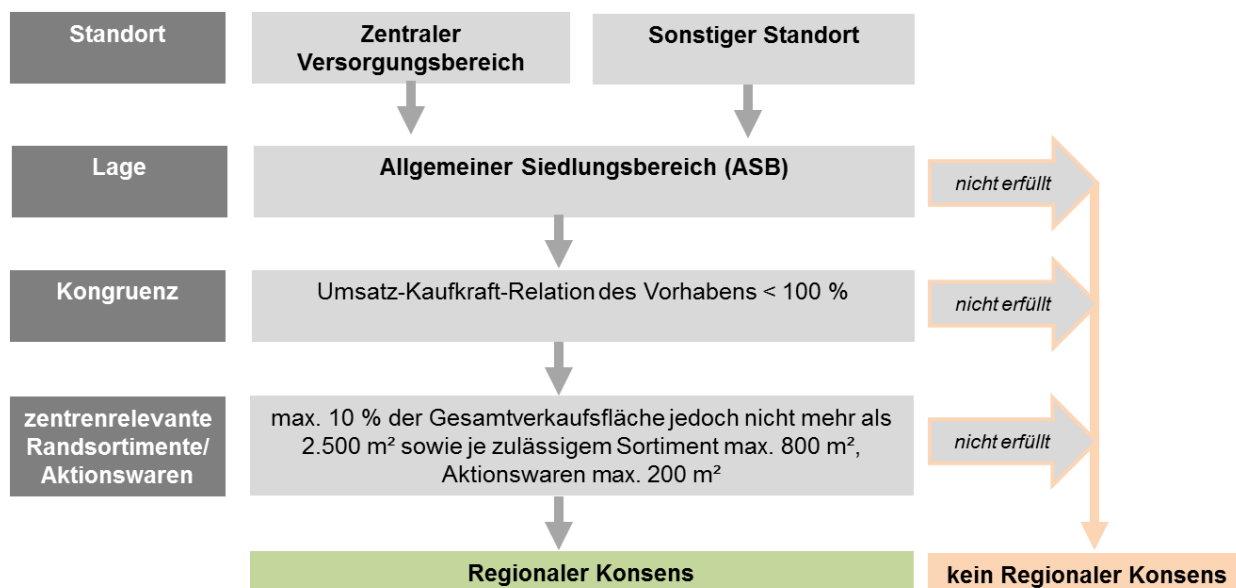 Standort
Zentraler
Versorgungsbereich
Sonstiger Standort
Lage
Allgemeiner Siedlungsbereich (ASB)
nicht erfüllt
Kongruenz
Umsatz-Kaufkraft-Relation des Vorhabens < 100 %
nicht erfüllt
zentrenrelevante
Randsortimente/
Aktionswaren
max. 10 % der Gesamtverkaufsfläche jedoch nicht mehr als
2.500 m² sowie je zulässigem Sortiment max. 800 m²,
Aktionswaren max. 200 m²
nicht erfüllt
Regionaler Konsens
kein Regionaler Konsens